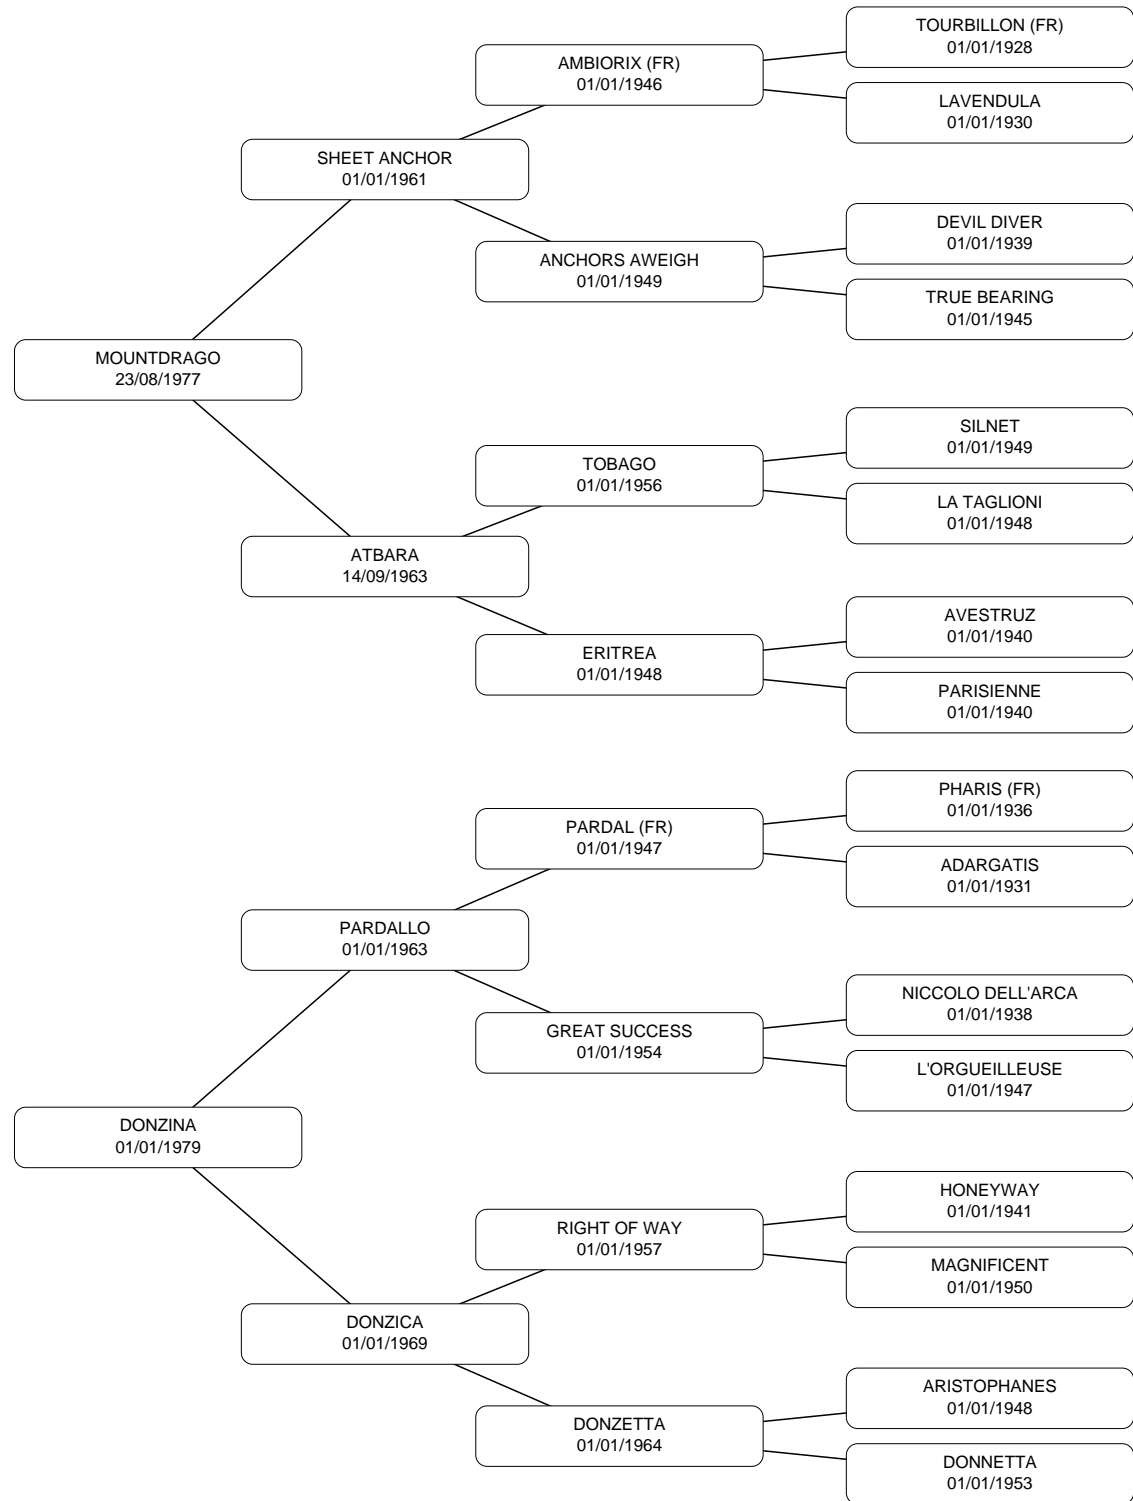 TOURBILLON (FR)
01/01/1928
AMBIORIX (FR)
01/01/1946
LAVENDULA
01/01/1930
SHEET ANCHOR
01/01/1961
DEVIL DIVER
01/01/1939
ANCHORS AWEIGH
01/01/1949
TRUE BEARING
01/01/1945
MOUNTDRAGO
23/08/1977
SILNET
01/01/1949
TOBAGO
01/01/1956
LA TAGLIONI
01/01/1948
ATBARA
14/09/1963
AVESTRUZ
01/01/1940
ERITREA
01/01/1948
PARISIENNE
01/01/1940
PHARIS (FR)
01/01/1936
PARDAL (FR)
01/01/1947
ADARGATIS
01/01/1931
PARDALLO
01/01/1963
NICCOLO DELL'ARCA
01/01/1938
GREAT SUCCESS
01/01/1954
L'ORGUEILLEUSE
01/01/1947
DONZINA
01/01/1979
HONEYWAY
01/01/1941
RIGHT OF WAY
01/01/1957
MAGNIFICENT
01/01/1950
DONZICA
01/01/1969
ARISTOPHANES
01/01/1948
DONZETTA
01/01/1964
DONNETTA
01/01/1953